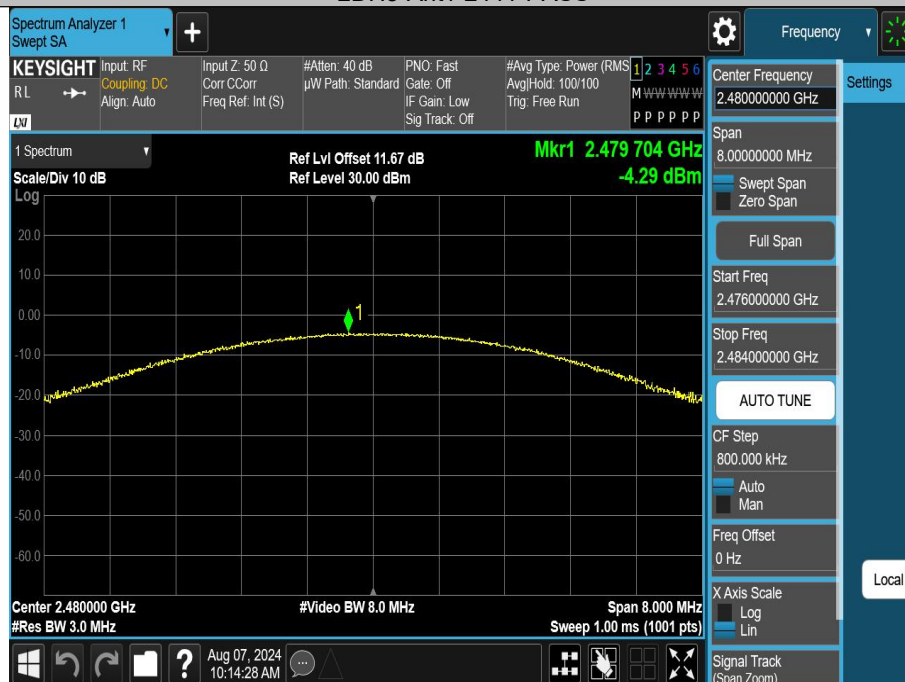 Spectrum Analyzer 1
Swept SA
Frequency
KEYSIGHT
RL
LXI
Input: RF
Coupling: DC
Align: Auto
Input Z: 50 Ω
Corr CCorr
Freq Ref: Int (S)
#Atten: 40 dB
µW Path: Standard
PNO: Fast
Gate: Off
IF Gain: Low
Sig Track: Off
#Avg Type: Power (RMS
Avg|Hold: 100/100
Trig: Free Run
1 2 3 4 5 6
M W W W W W
P P P P P P
1 Spectrum
Scale/Div 10 dB
Log
Ref Lvl Offset 11.67 dB
Ref Level 30.00 dBm
Mkr1 2.479 704 GHz
-4.29 dBm
20.0
10.0
0.00
1
-10.0
-20.0
-30.0
-40.0
-50.0
-60.0
Center 2.480000 GHz
#Res BW 3.0 MHz
#Video BW 8.0 MHz
Span 8.000 MHz
Sweep 1.00 ms (1001 pts)
Aug 07, 2024
10:14:28 AM
Center Frequency
2.480000000 GHz
Span
8.00000000 MHz
Swept Span
Zero Span
Full Span
Start Freq
2.476000000 GHz
Stop Freq
2.484000000 GHz
AUTO TUNE
CF Step
800.000 kHz
Auto
Man
Freq Offset
0 Hz
X Axis Scale
Log
Lin
Signal Track
(Span Zoom)
Settings
Local